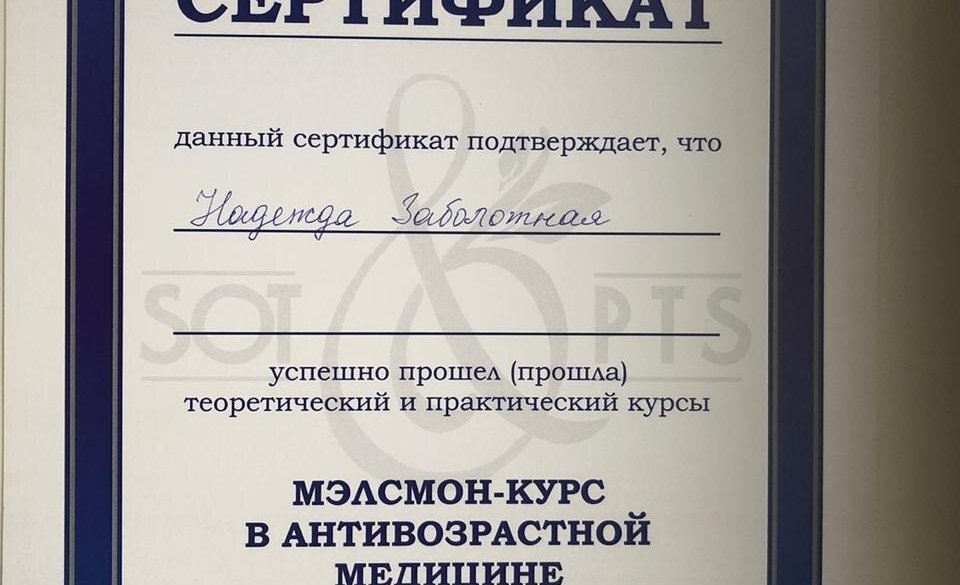 СЕРТИФИКАТ
данный сертификат подтверждает, что
Надежда Заболотная
SOT & PTS
успешно прошел (прошла)
теоретический и практический курсы
МЭЛСМОН-КУРС
В АНТИВОЗРАСТНОЙ
МЕДИЦИНЕ